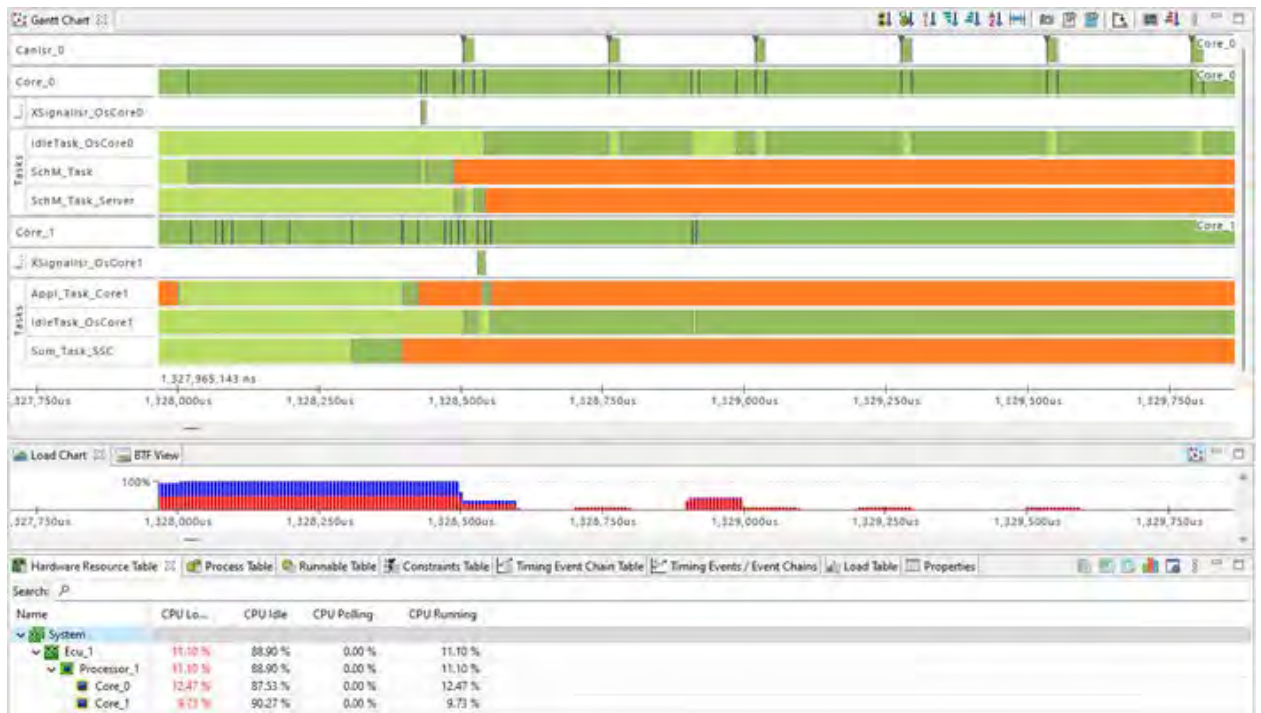 Gantt Chart
CanIsr_0
Core_0
Core_0
Core_0
XSignalIsr_OsCore0
Tasks
IdleTask_OsCore0
SchM_Task
SchM_Task_Server
Core_1
Core_1
XSignalIsr_OsCore1
Tasks
Appl_Task_Core1
IdleTask_OsCore1
Sum_Task_SSC
1,327,965,143 ns
,327,750us 1,328,000us 1,328,250us 1,328,500us 1,328,750us 1,329,000us 1,329,250us 1,329,500us 1,329,750us
Load Chart BTF View
100%
,327,750us 1,328,000us 1,328,250us 1,328,500us 1,328,750us 1,329,000us 1,329,250us 1,329,500us 1,329,750us
Hardware Resource Table Process Table Runnable Table Constraints Table Timing Event Chain Table Timing Events / Event Chains Load Table Properties
Search:
Name CPU Lo... CPU Idle CPU Polling CPU Running
System
Ecu_1 11.10 % 88.90 % 0.00 % 11.10 %
Processor_1 11.10 % 88.90 % 0.00 % 11.10 %
Core_0 12.47 % 87.53 % 0.00 % 12.47 %
Core_1 9.73 % 90.27 % 0.00 % 9.73 %